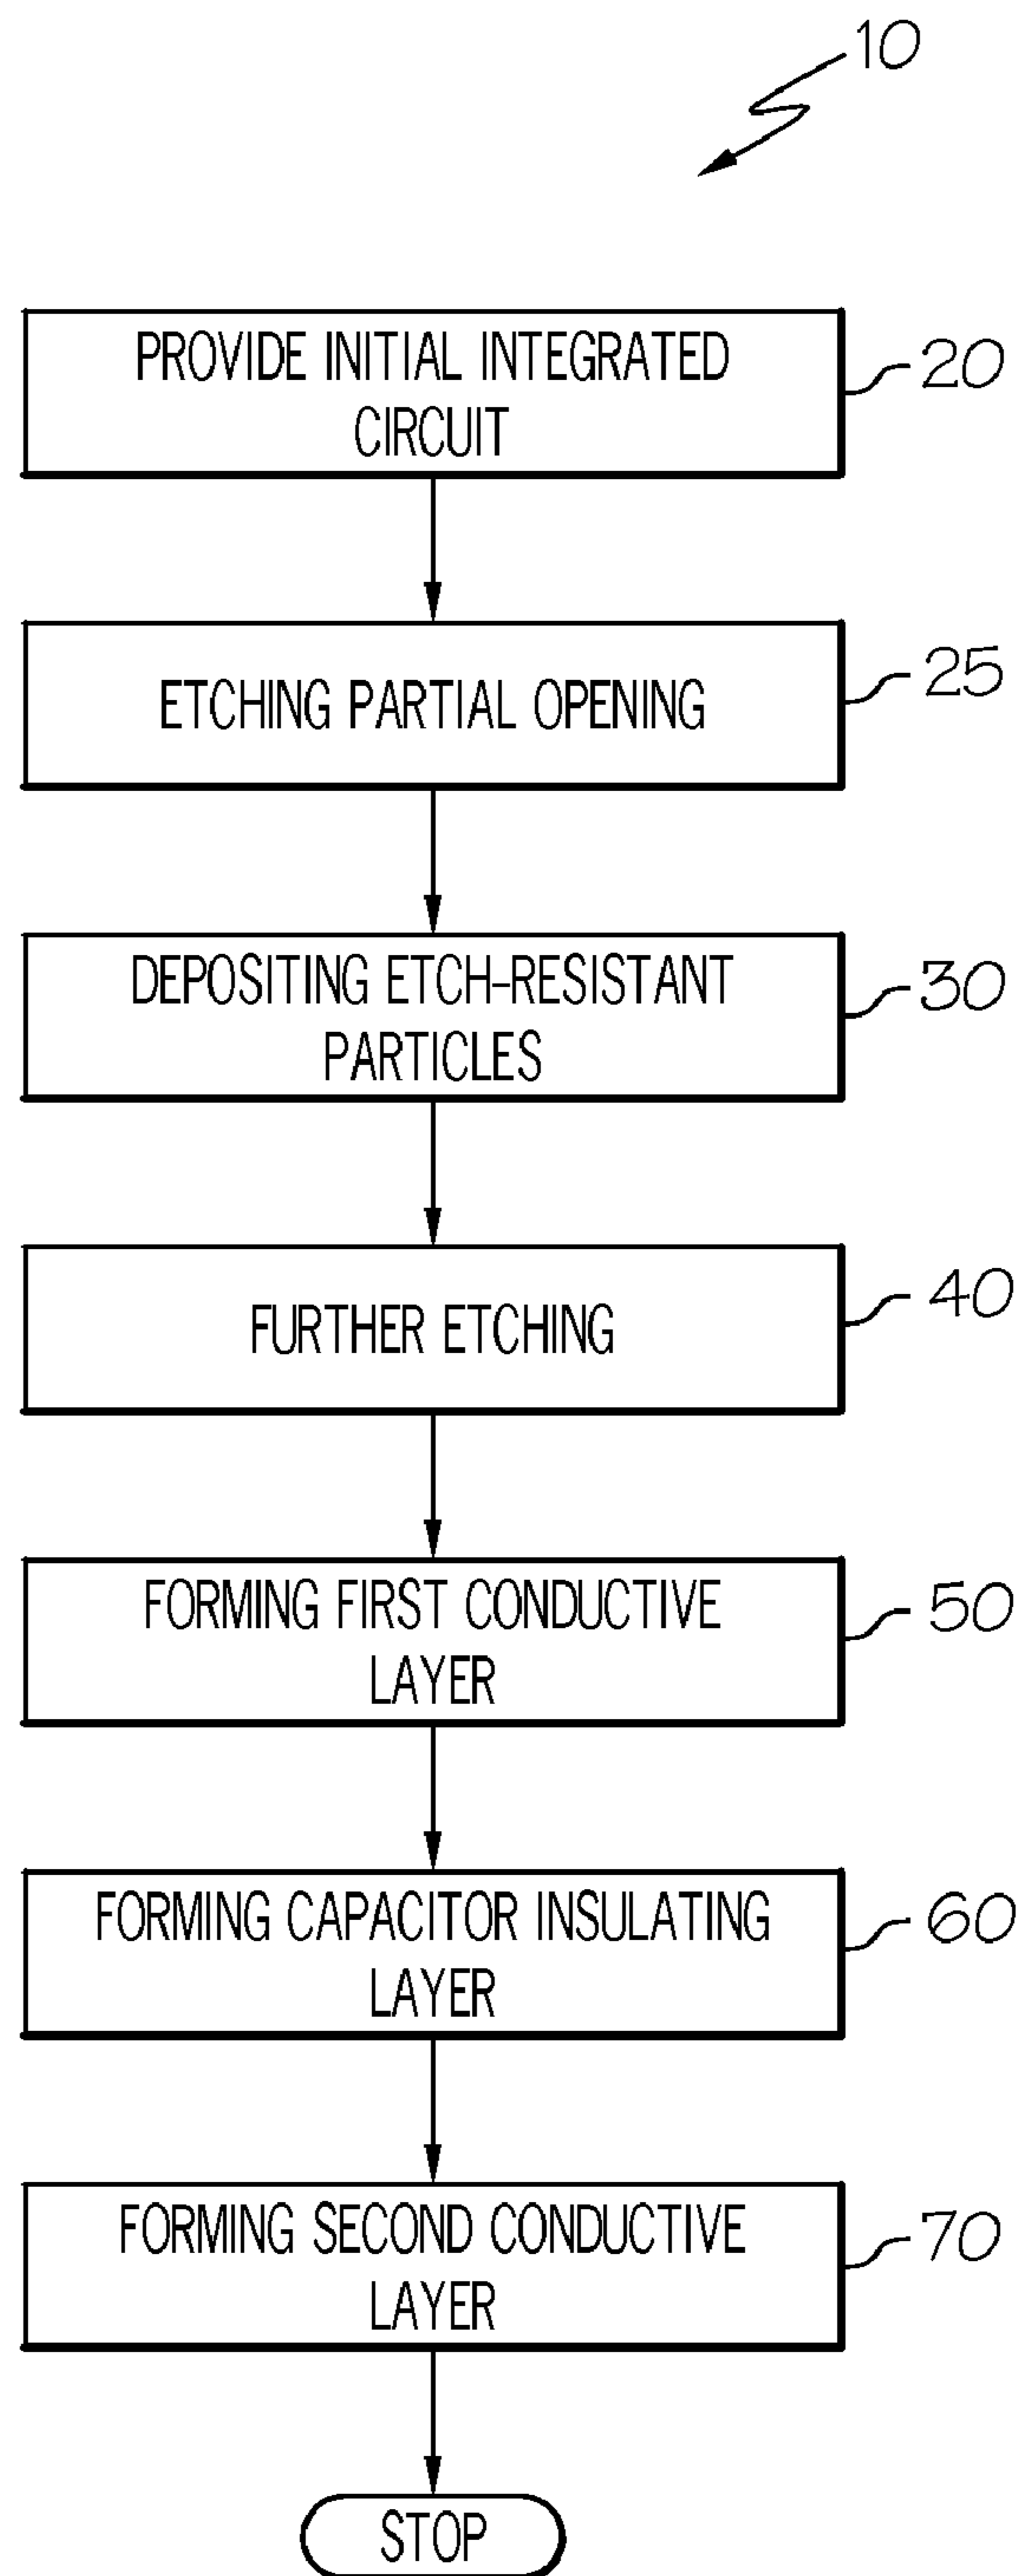 10
PROVIDE INITIAL INTEGRATED
CIRCUIT
20
ETCHING PARTIAL OPENING
25
DEPOSITING ETCH-RESISTANT
PARTICLES
30
FURTHER ETCHING
40
FORMING FIRST CONDUCTIVE
LAYER
50
FORMING CAPACITOR INSULATING
LAYER
60
FORMING SECOND CONDUCTIVE
LAYER
70
STOP